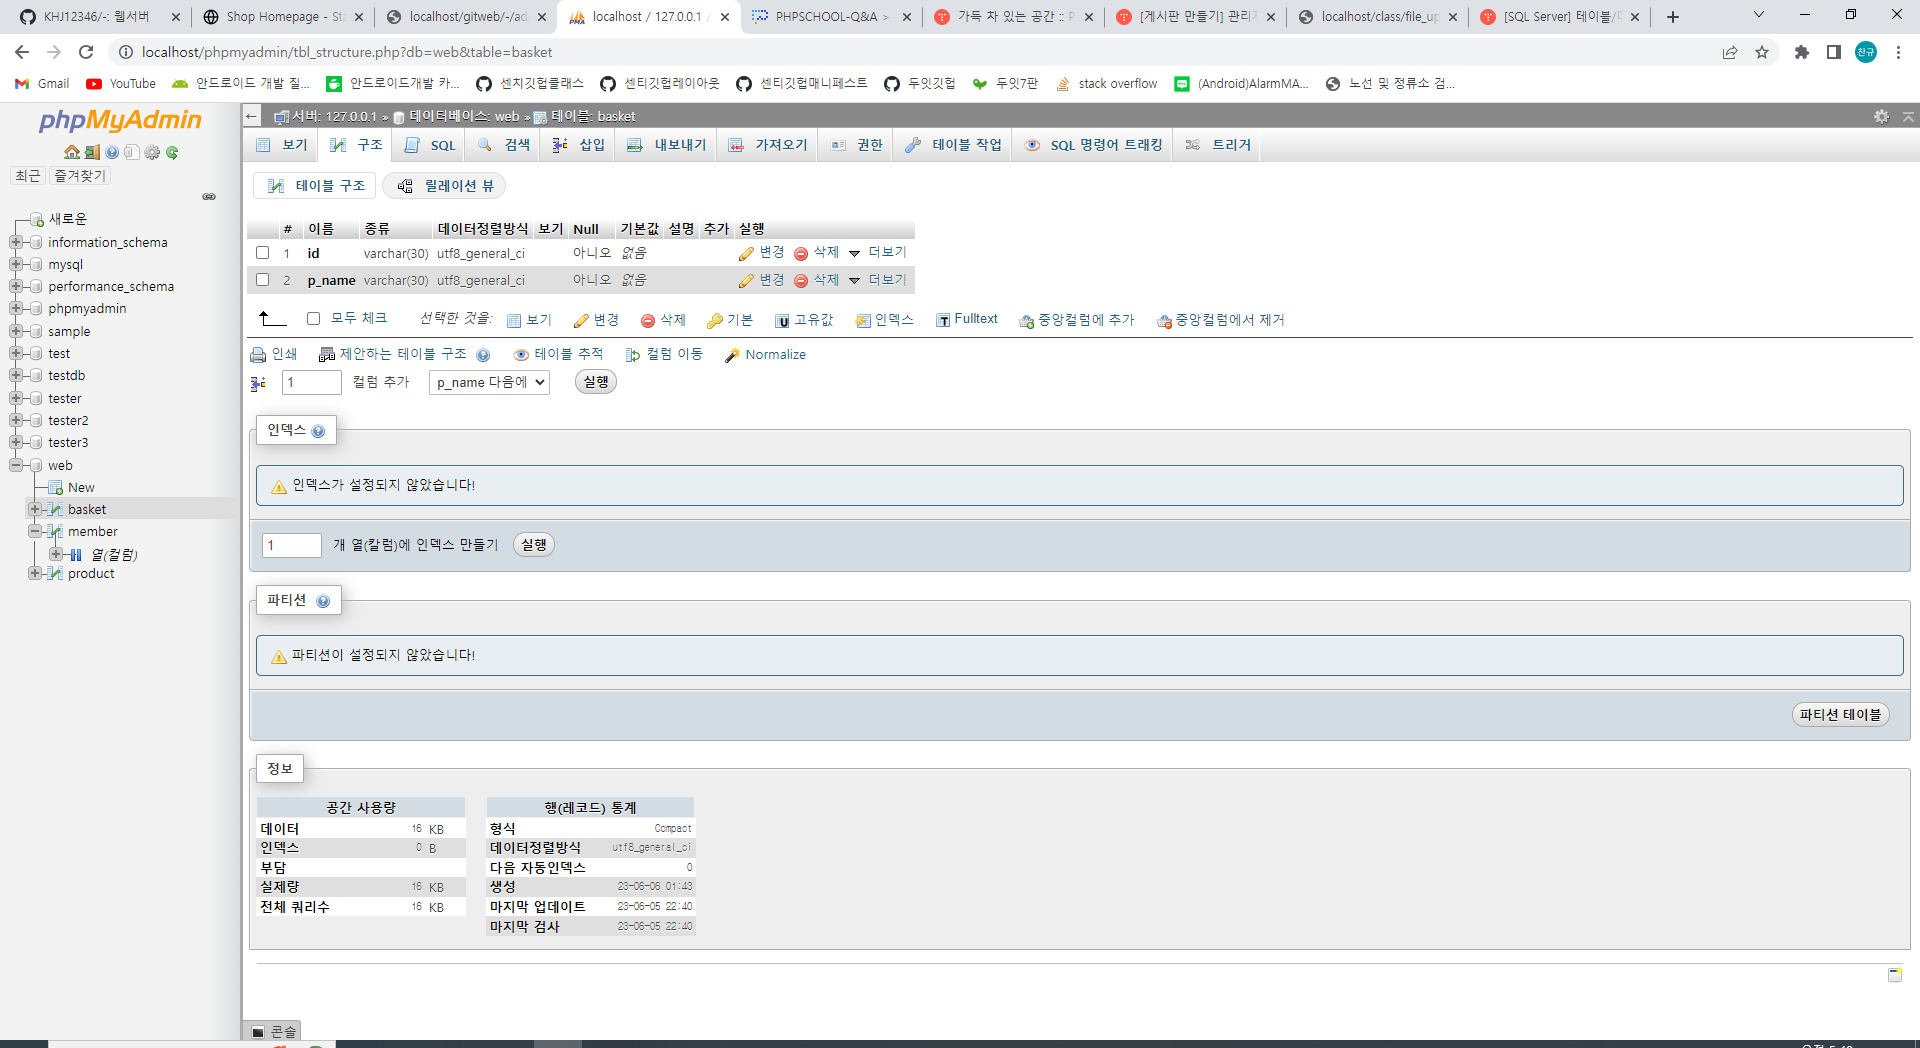 KHJ12346/-: 웹서버
Shop Homepage - Sta
localhost/gitweb/-/ad
localhost / 127.0.0.1 /
PHPSCHOOL-Q&A >
가득 차 있는 공간 :: P
[게시판 만들기] 관리자
localhost/class/file_up
[SQL Server] 테이블/
localhost/phpmyadmin/tbl_structure.php?db=web&table=basket
찬규
Gmail
YouTube
안드로이드 개발 질...
안드로이드개발 카...
센치깃헙클래스
센티깃헙레이아웃
센티깃헙매니페스트
두잇깃헙
두잇7판
stack overflow
(Android)AlarmMA...
노선 및 정류소 검...
phpMyAdmin
최근 즐겨찾기
새로운
information_schema
mysql
performance_schema
phpmyadmin
sample
test
testdb
tester
tester2
tester3
web
New
basket
member
열(컬럼)
product
서버: 127.0.0.1 » 데이터베이스: web » 테이블: basket
보기 구조 SQL 검색 삽입 내보내기 가져오기 권한 테이블 작업 SQL 명령어 트래킹 트리거
테이블 구조 릴레이션 뷰
# 이름 종류 데이터정렬방식 보기 Null 기본값 설명 추가 실행
1 id varchar(30) utf8_general_ci 아니오 없음 변경 삭제 더보기
2 p_name varchar(30) utf8_general_ci 아니오 없음 변경 삭제 더보기
모두 체크 선택한 것을: 보기 변경 삭제 기본 고유값 인덱스 Fulltext 중앙컬럼에 추가 중앙컬럼에서 제거
인쇄 제안하는 테이블 구조 테이블 추적 컬럼 이동 Normalize
1 컬럼 추가 p_name 다음에 실행
인덱스
인덱스가 설정되지 않았습니다!
1 개 열(칼럼)에 인덱스 만들기 실행
파티션
파티션이 설정되지 않았습니다!
파티션 테이블
정보
공간 사용량
데이터 16 KB
인덱스 0 B
부담
실제량 16 KB
전체 쿼리수 16 KB
행(레코드) 통계
형식 Compact
데이터정렬방식 utf8_general_ci
다음 자동인덱스 0
생성 23-06-06 01:43
마지막 업데이트 23-06-05 22:40
마지막 검사 23-06-05 22:40
콘솔